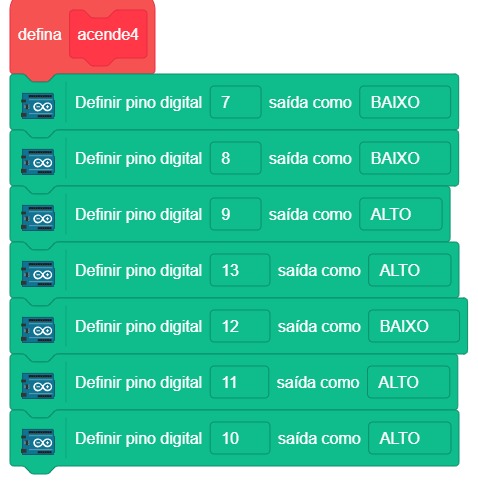 defina acende4
Definir pino digital 7 saída como BAIXO
Definir pino digital 8 saída como BAIXO
Definir pino digital 9 saída como ALTO
Definir pino digital 13 saída como ALTO
Definir pino digital 12 saída como BAIXO
Definir pino digital 11 saída como ALTO
Definir pino digital 10 saída como ALTO